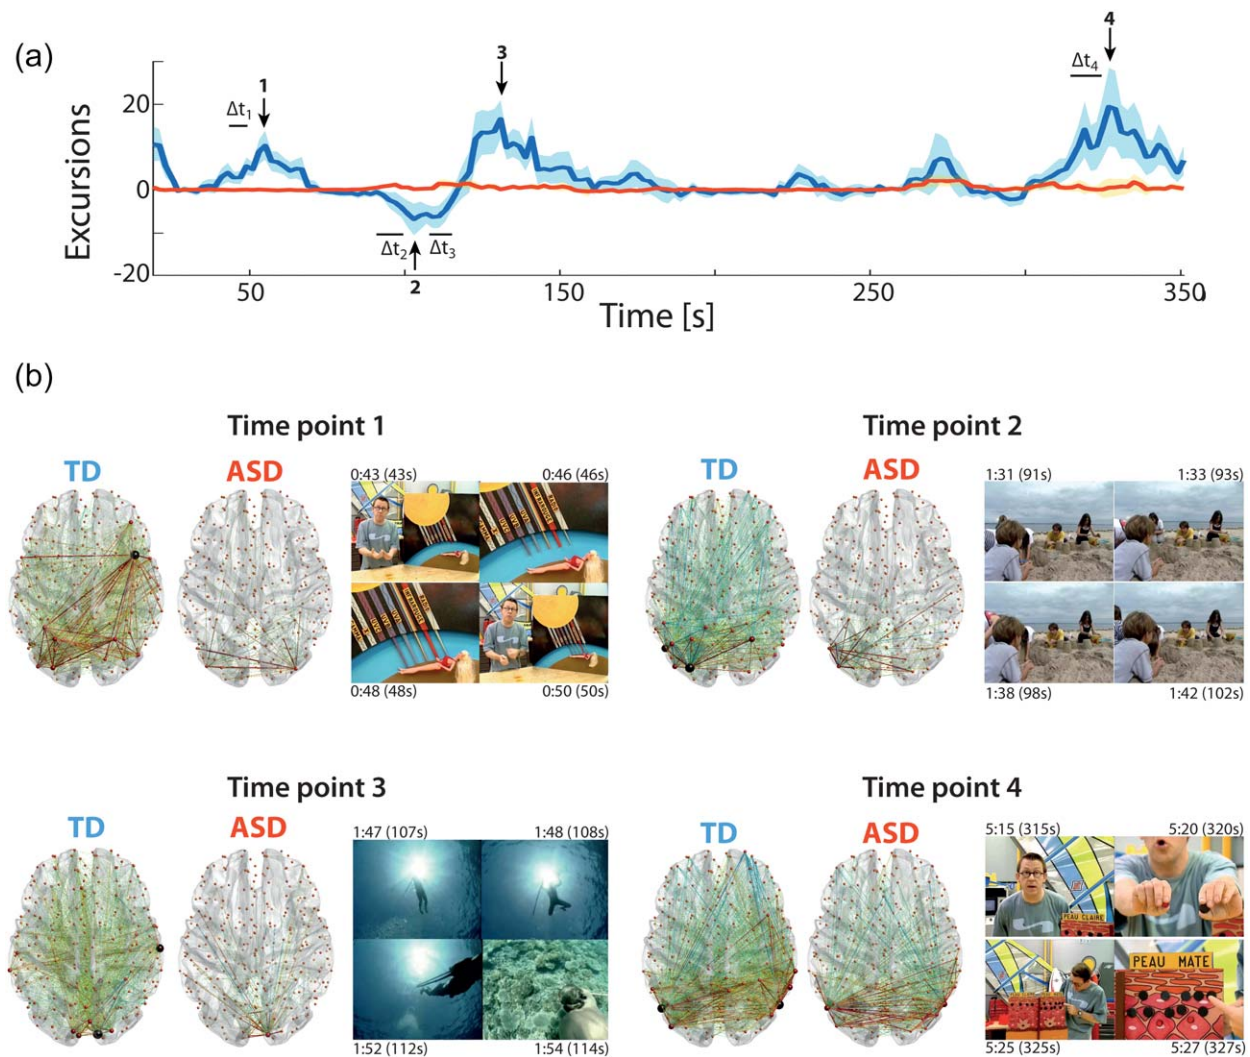 (a)
Excursions
20
0
-20
Δt1
1
Δt2
2
Δt3
3
Δt4
4
50
150
250
350
Time [s]
(b)
Time point 1
TD
ASD
0:43 (43s)
0:46 (46s)
0:48 (48s)
0:50 (50s)
Time point 2
TD
ASD
1:31 (91s)
1:33 (93s)
1:38 (98s)
1:42 (102s)
Time point 3
TD
ASD
1:47 (107s)
1:48 (108s)
1:52 (112s)
1:54 (114s)
Time point 4
TD
ASD
5:15 (315s)
5:20 (320s)
PEAU CLAIRE
PEAU MATE
5:25 (325s)
5:27 (327s)